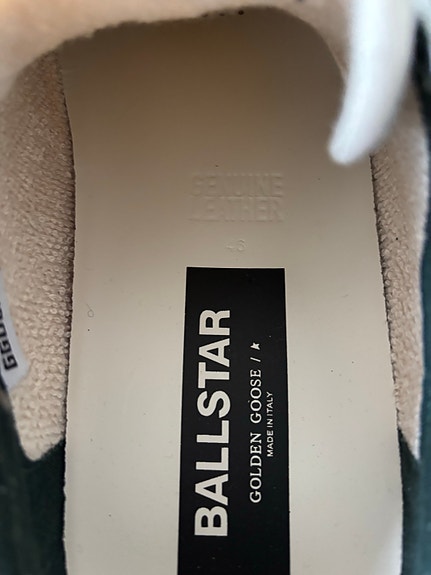 GENUINE
LEATHER
43
BALLSTAR
GOLDEN GOOSE / ★
MADE IN ITALY